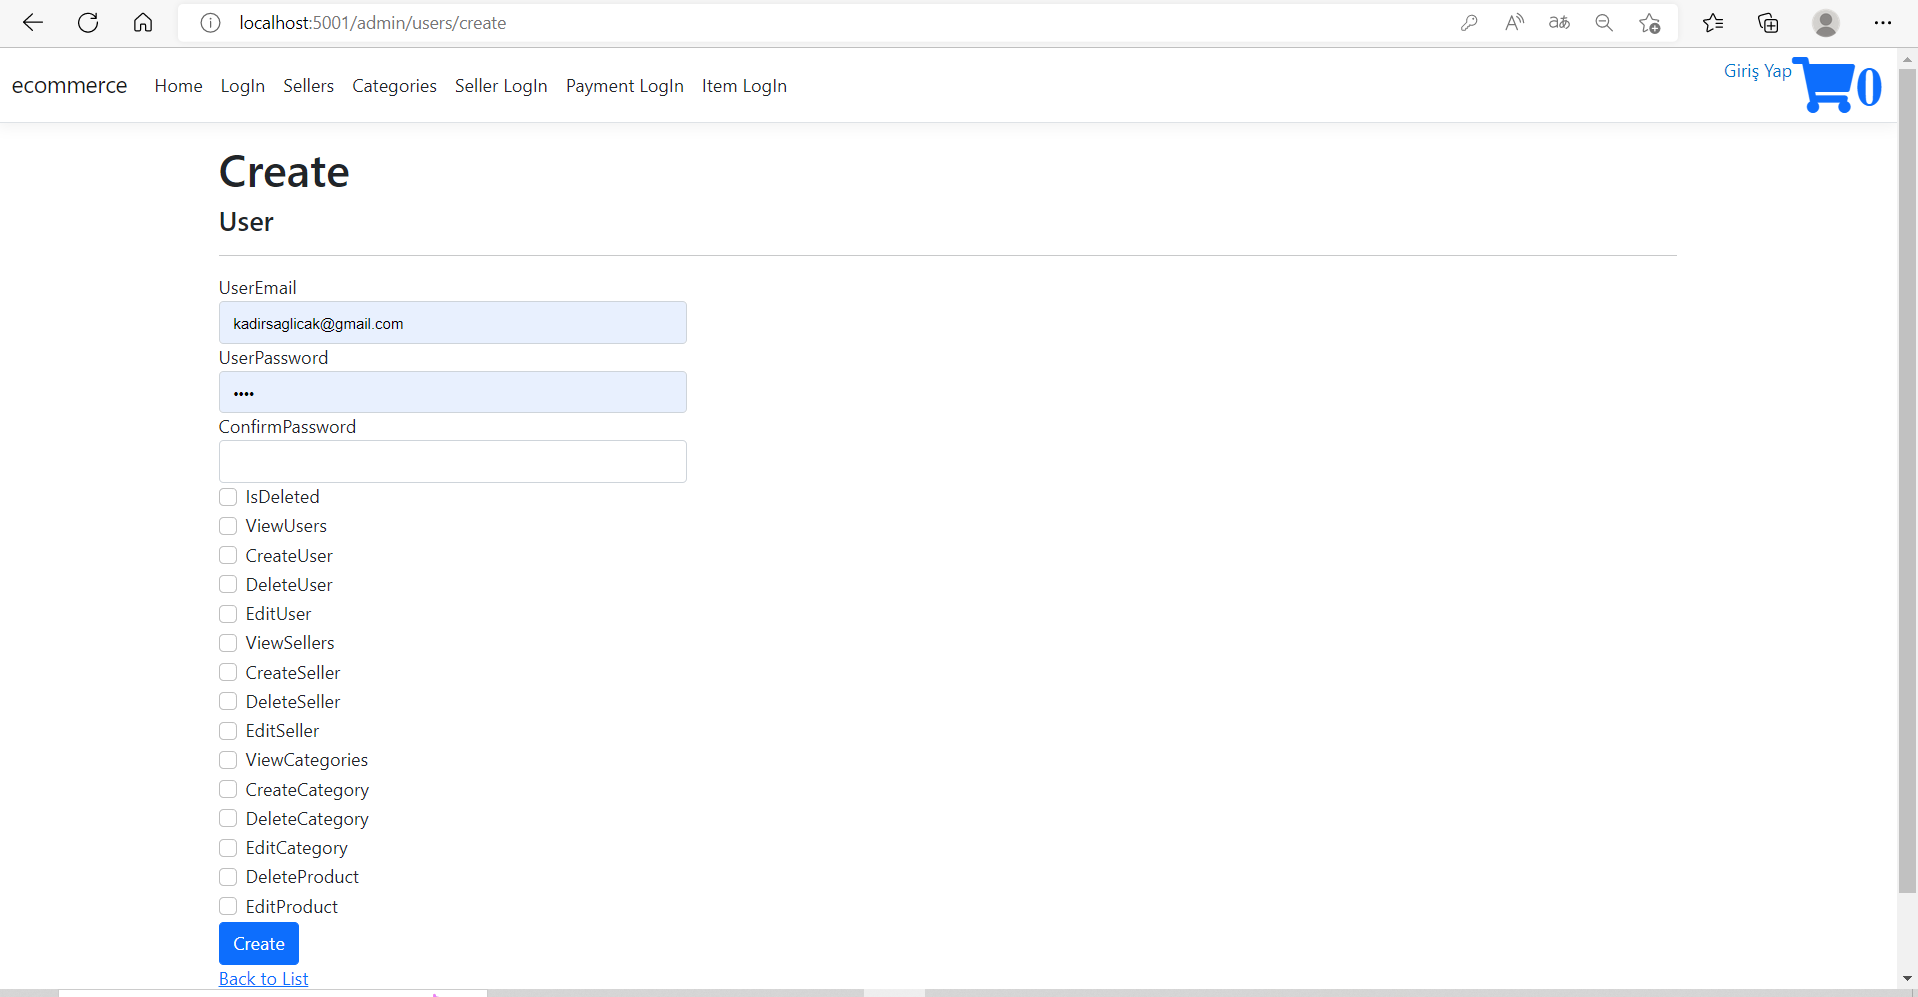 localhost:5001/admin/users/create
ecommerce Home LogIn Sellers Categories Seller LogIn Payment LogIn Item LogIn Giriş Yap 0
Create
User
UserEmail
kadirsaglicak@gmail.com
UserPassword
••••
ConfirmPassword
IsDeleted
ViewUsers
CreateUser
DeleteUser
EditUser
ViewSellers
CreateSeller
DeleteSeller
EditSeller
ViewCategories
CreateCategory
DeleteCategory
EditCategory
DeleteProduct
EditProduct
Create
Back to List